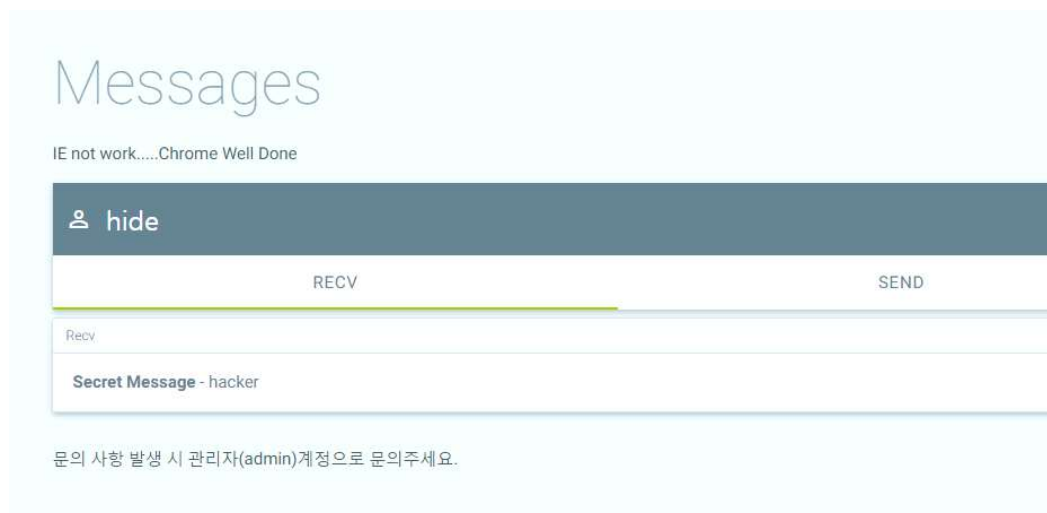 Messages
IE not work.....Chrome Well Done
hide
RECV SEND
Recv
Secret Message - hacker
문의 사항 발생 시 관리자(admin)계정으로 문의주세요.